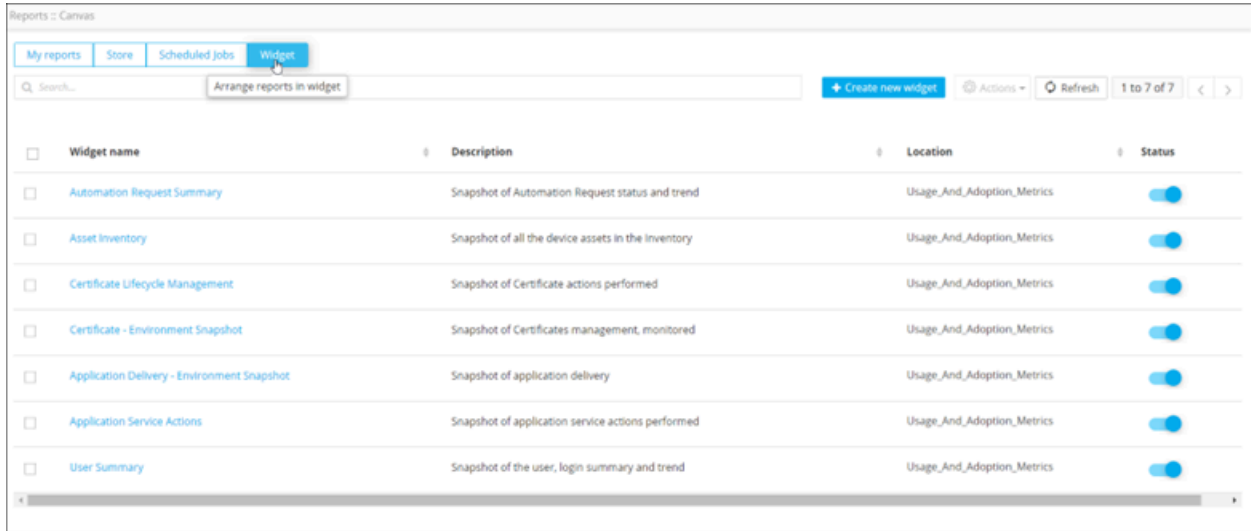 Reports :: Canvas
My reports Store Scheduled Jobs Widget
Search...
Arrange reports in widget
+ Create new widget Actions Refresh 1 to 7 of 7 < >
Widget name Description Location Status
Automation Request Summary Snapshot of Automation Request status and trend Usage_And_Adoption_Metrics
Asset Inventory Snapshot of all the device assets in the Inventory Usage_And_Adoption_Metrics
Certificate Lifecycle Management Snapshot of Certificate actions performed Usage_And_Adoption_Metrics
Certificate - Environment Snapshot Snapshot of Certificates management, monitored Usage_And_Adoption_Metrics
Application Delivery - Environment Snapshot Snapshot of application delivery Usage_And_Adoption_Metrics
Application Service Actions Snapshot of application service actions performed Usage_And_Adoption_Metrics
User Summary Snapshot of the user, login summary and trend Usage_And_Adoption_Metrics